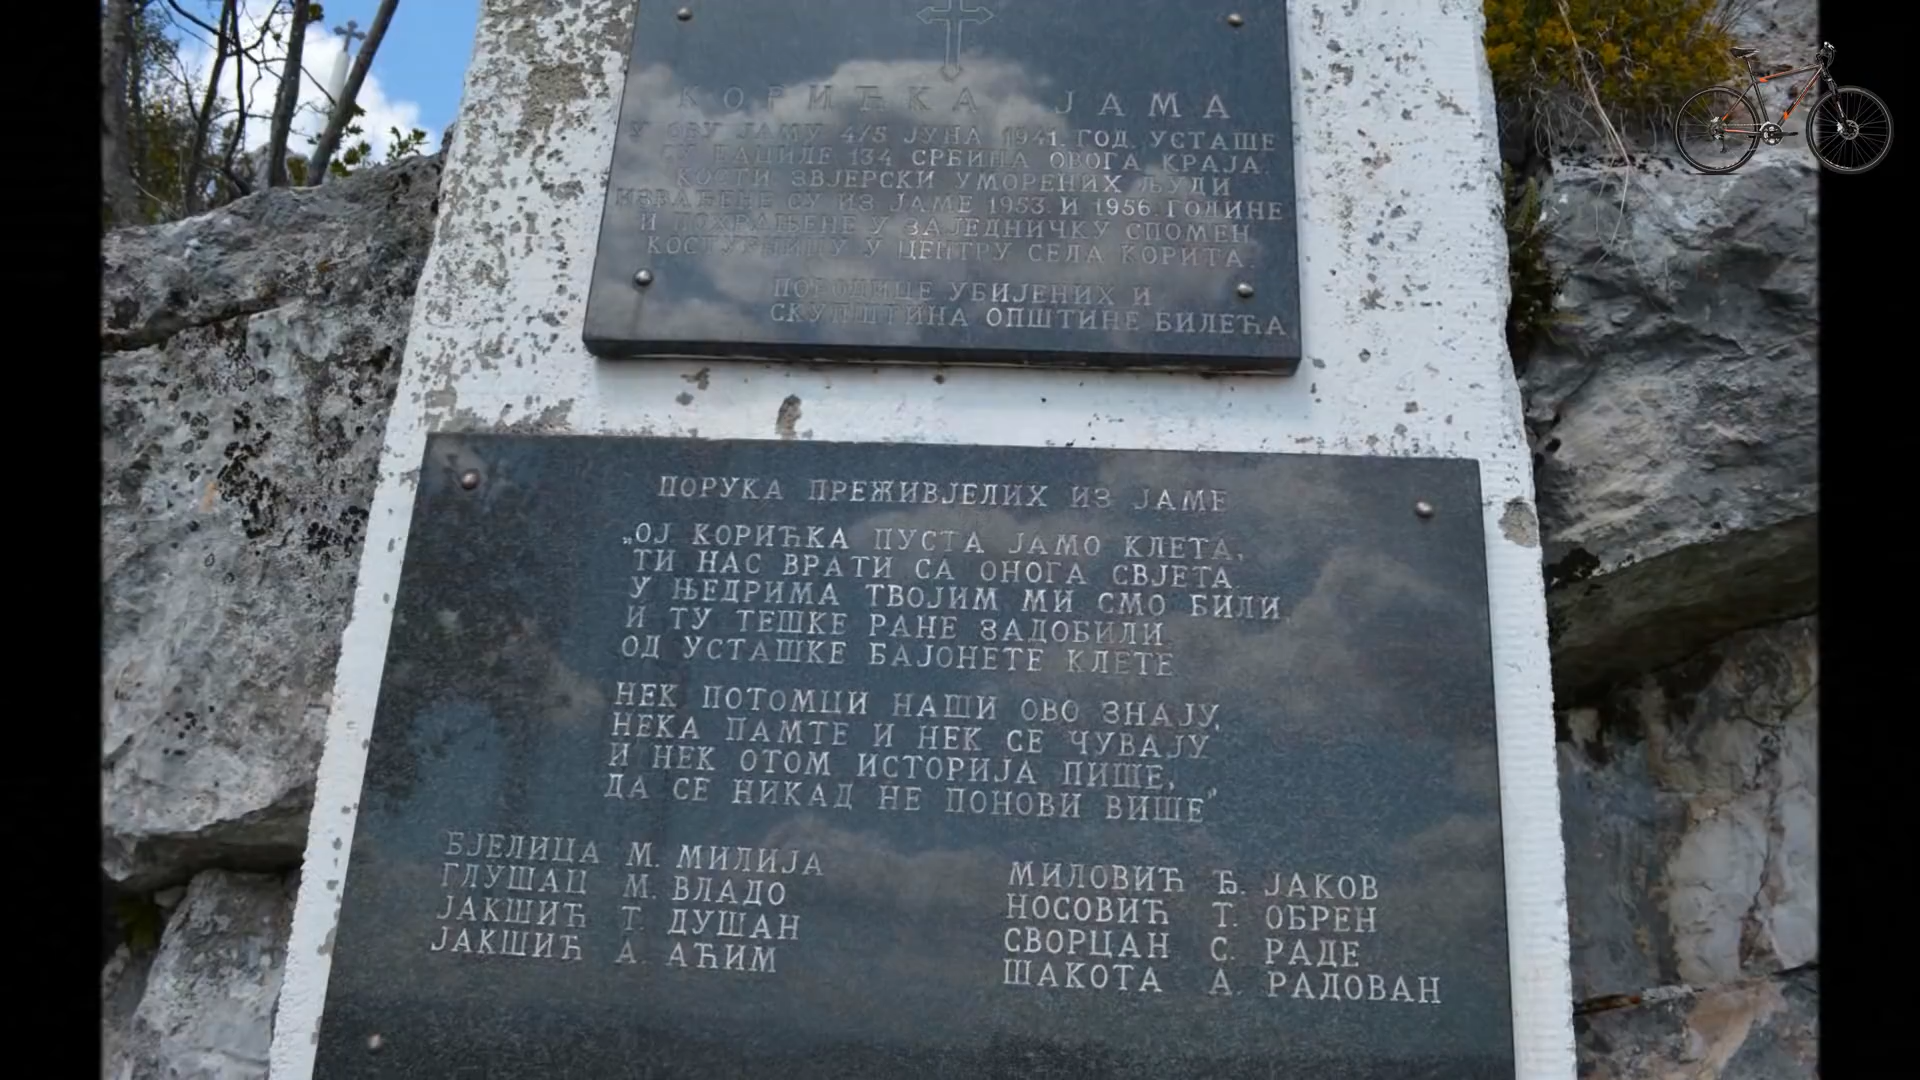 КОРИЋКА ЈАМА
У ОВУ ЈАМУ 4/5 ЈУНА 1941. ГОД. УСТАШЕ
СУ БАЦИЛЕ 134 СРБИНА ОВОГА КРАЈА.
КОСТИ ЗВЈЕРСКИ УМОРЕНИХ ЉУДИ
ИЗВАЂЕНЕ СУ ИЗ ЈАМЕ 1953. И 1956. ГОДИНЕ
И ПОХРАЊЕНЕ У ЗАЈЕДНИЧКУ СПОМЕН
КОСТУРНИЦУ У ЦЕНТРУ СЕЛА КОРИТА.
ПОРОДИЦЕ УБИЈЕНИХ И
СКУПШТИНА ОПШТИНЕ БИЛЕЋА
ПОРУКА ПРЕЖИВЈЕЛИХ ИЗ ЈАМЕ
„ОЈ КОРИЋКА ПУСТА ЈАМО КЛЕТА,
ТИ НАС ВРАТИ СА ОНОГА СВЈЕТА.
У ЊЕДРИМА ТВОЈИМ МИ СМО БИЛИ,
И ТУ ТЕШКЕ РАНЕ ЗАДОБИЛИ.
ОД УСТАШКЕ БАЈОНЕТЕ КЛЕТЕ
НЕК ПОТОМЦИ НАШИ ОВО ЗНАЈУ,
НЕКА ПАМТЕ И НЕК СЕ ЧУВАЈУ
И НЕК ОТОМ ИСТОРИЈА ПИШЕ,
ДА СЕ НИКАД НЕ ПОНОВИ ВИШЕ"
БЈЕЛИЦА М. МИЛИЈА
ГЛУШАЦ М. ВЛАДО
ЈАКШИЋ Т. ДУШАН
ЈАКШИЋ А. АЋИМ
МИЛОВИЋ Ђ. ЈАКОВ
НОСОВИЋ Т. ОБРЕН
СВОРЦАН С. РАДЕ
ШАКОТА А. РАДОВАН